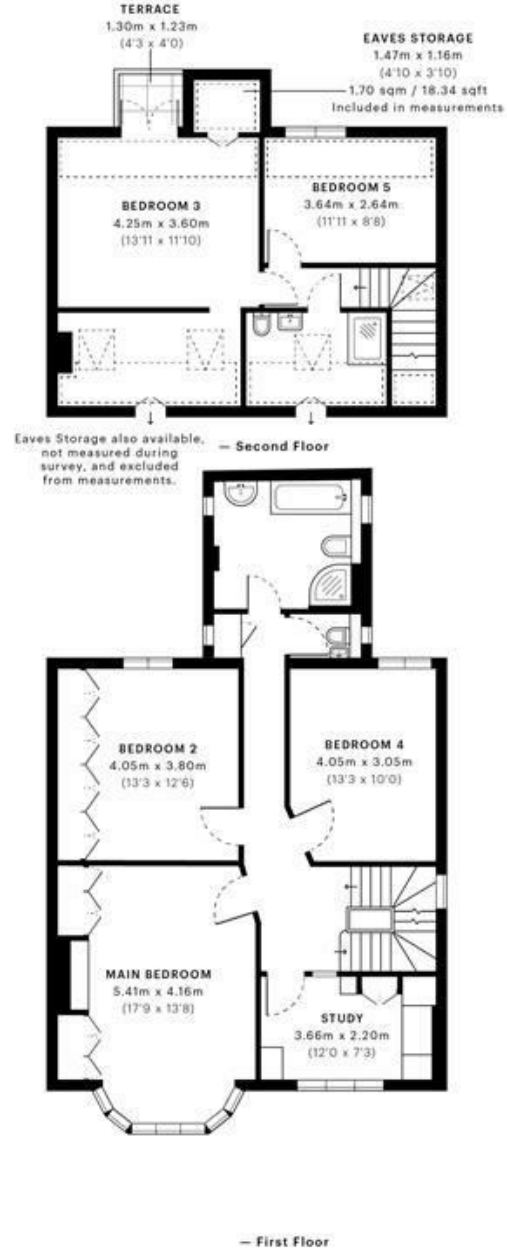 TERRACE
1.30m x 1.23m
(4'3 x 4'0)
EAVES STORAGE
1.47m x 1.16m
(4'10 x 3'10)
1.70 sqm / 18.34 sqft
Included in measurements
BEDROOM 3
4.25m x 3.60m
(13'11 x 11'10)
BEDROOM 5
3.64m x 2.64m
(11'11 x 8'8)
Eaves Storage also available,
not measured during
survey, and excluded
from measurements.
— Second Floor
BEDROOM 2
4.05m x 3.80m
(13'3 x 12'6)
BEDROOM 4
4.05m x 3.05m
(13'3 x 10'0)
MAIN BEDROOM
5.41m x 4.16m
(17'9 x 13'8)
STUDY
3.66m x 2.20m
(12'0 x 7'3)
— First Floor